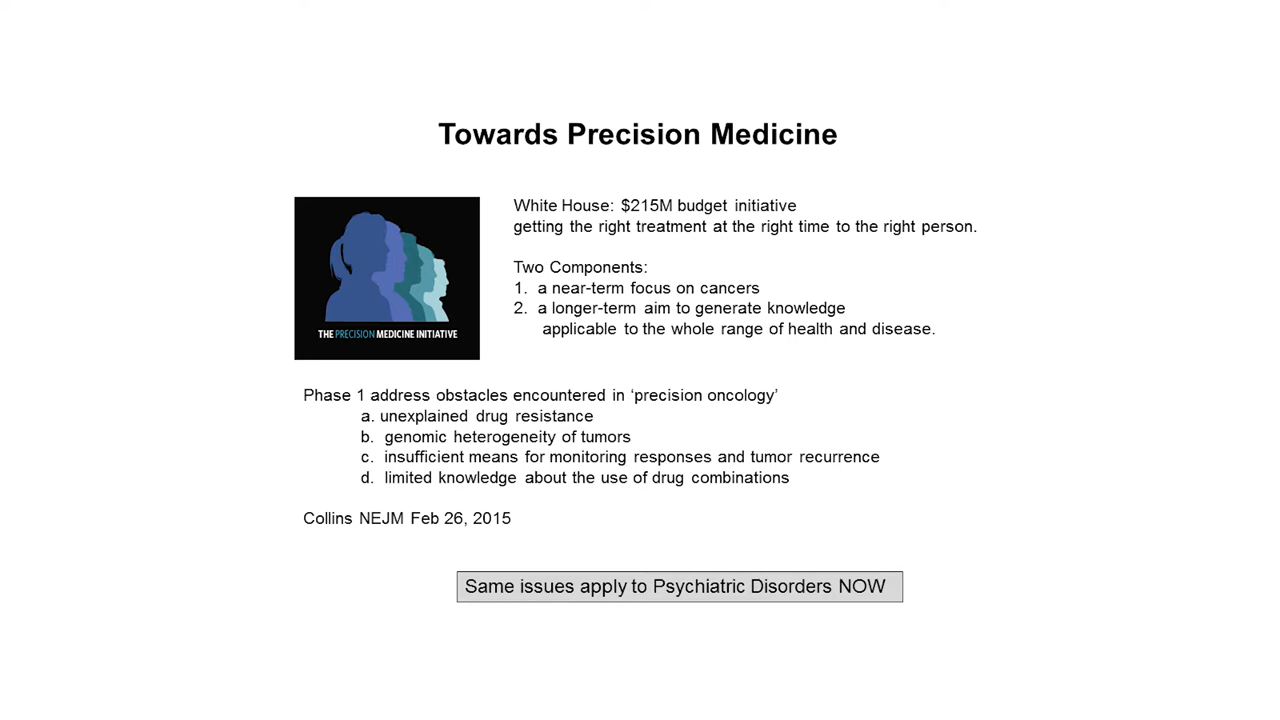 Towards Precision Medicine
White House: $215M budget initiative
getting the right treatment at the right time to the right person.
Two Components:
1. a near-term focus on cancers
2. a longer-term aim to generate knowledge
applicable to the whole range of health and disease.
THE PRECISION MEDICINE INITIATIVE
Phase 1 address obstacles encountered in ‘precision oncology’
a. unexplained drug resistance
b. genomic heterogeneity of tumors
c. insufficient means for monitoring responses and tumor recurrence
d. limited knowledge about the use of drug combinations
Collins NEJM Feb 26, 2015
Same issues apply to Psychiatric Disorders NOW